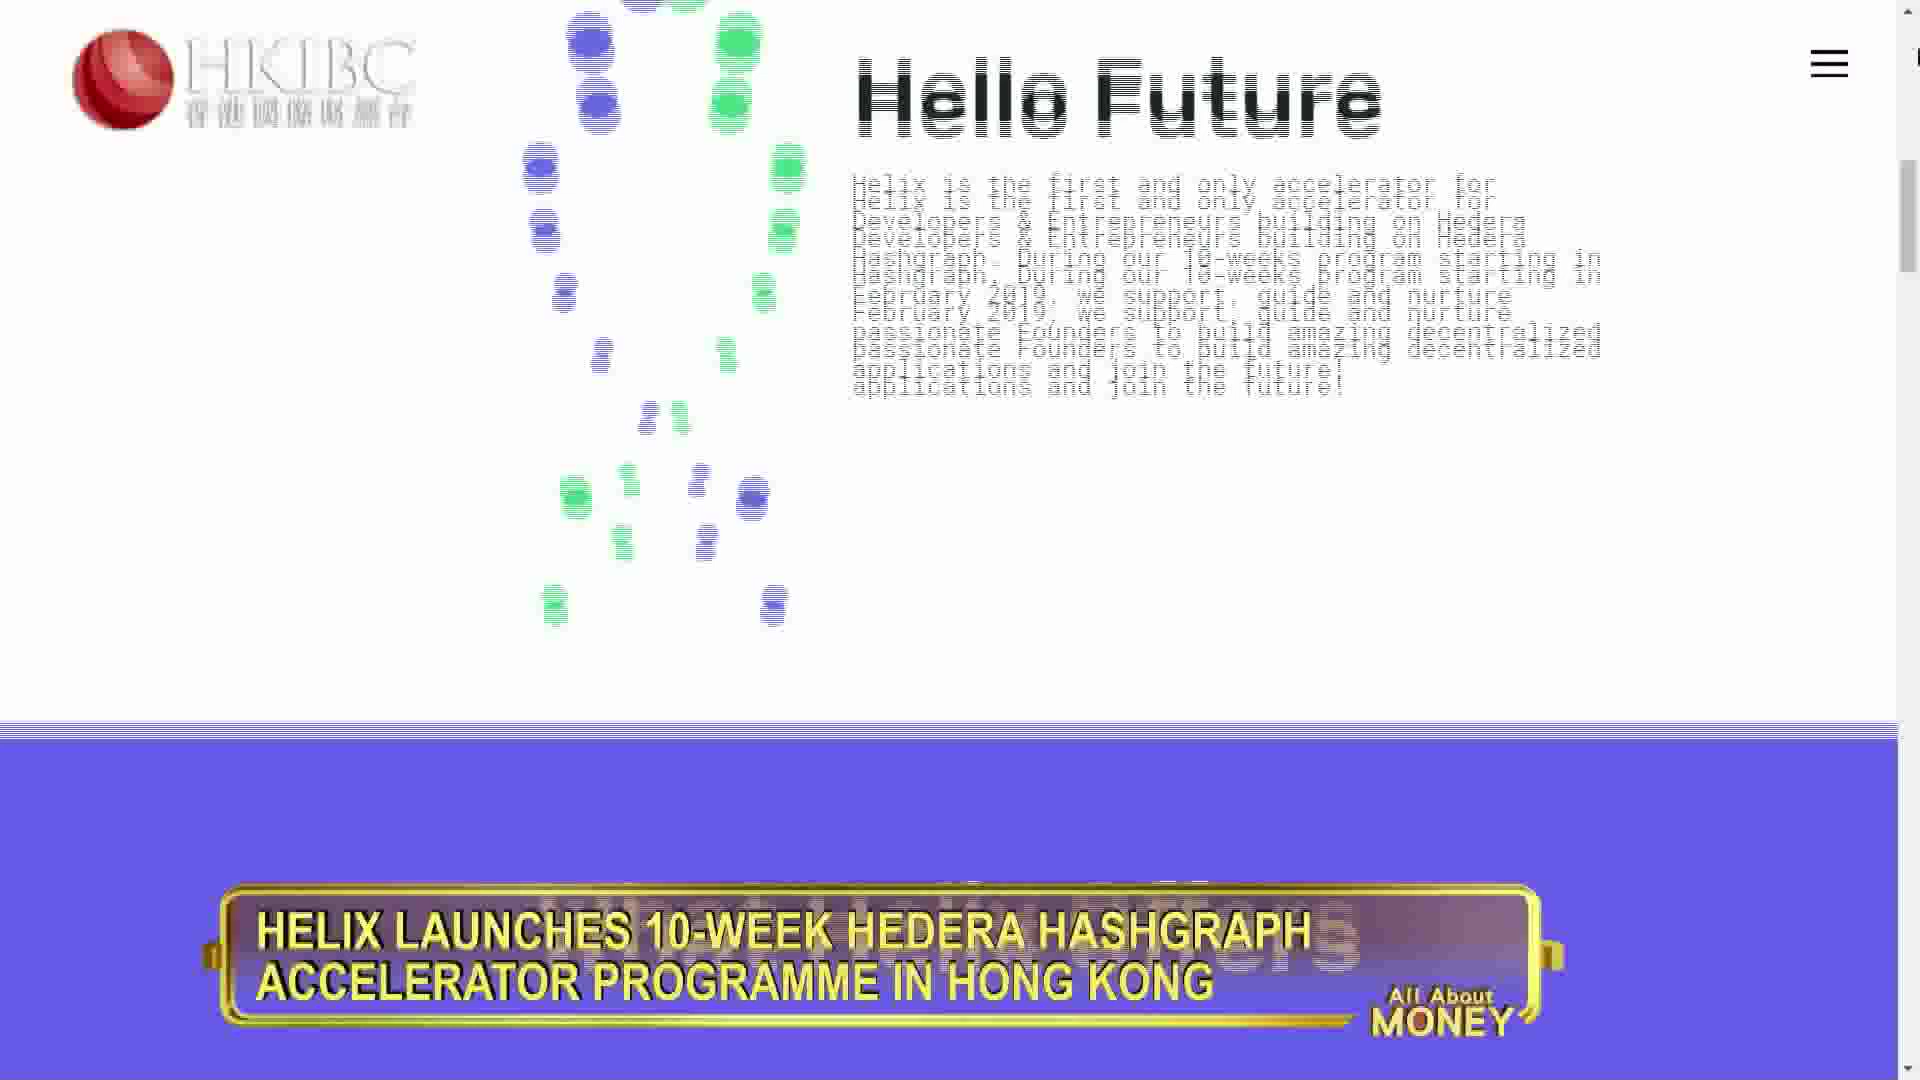 HKIBC
Hello Future
Helix is the first and only accelerator for
Developers & Entrepreneurs building on Hedera
Hashgraph. During our 10-weeks program starting in
February 2019, we support, guide and nurture
passionate Founders to build amazing decentralized
applications and join the future!
HELIX LAUNCHES 10-WEEK HEDERA HASHGRAPH
ACCELERATOR PROGRAMME IN HONG KONG
All About
MONEY